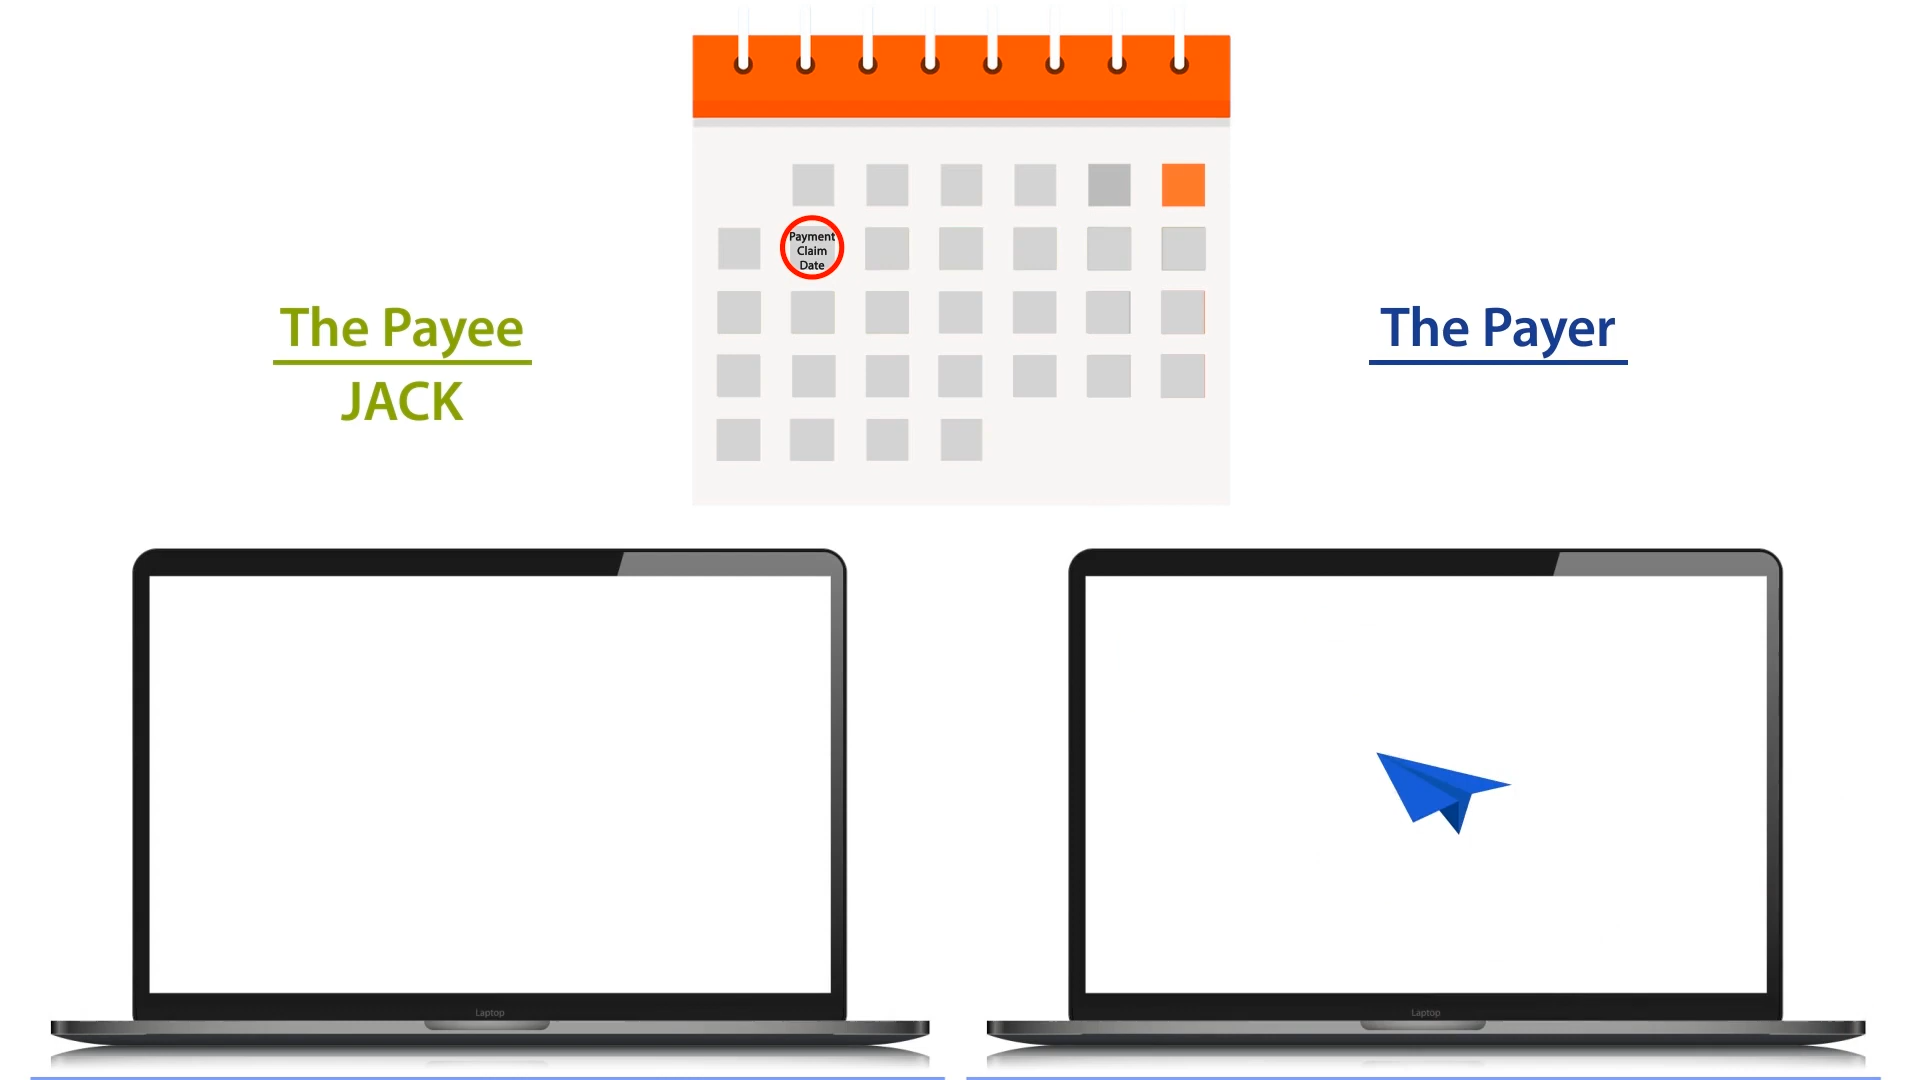 Payment
Claim
Date
The Payee
JACK
The Payer
Laptop
Laptop